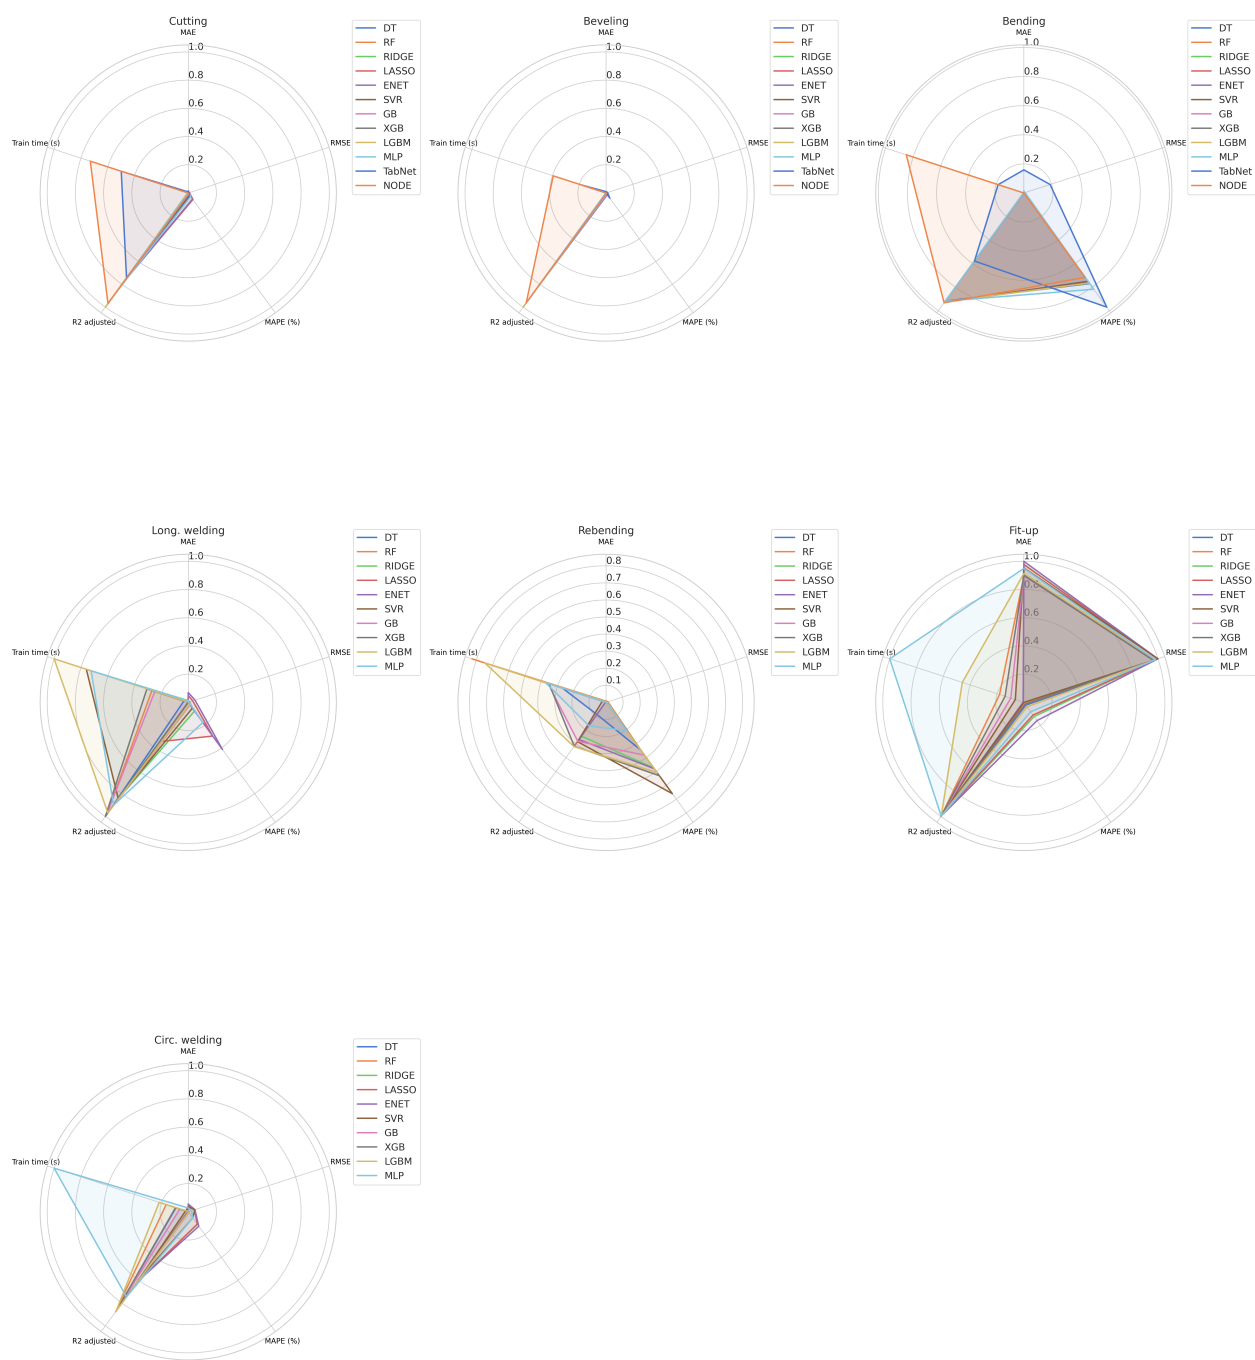 Cutting
MAE
1.0
0.8
0.6
0.4
0.2
Train time (s)
RMSE
R2 adjusted
MAPE (%)
DT
RF
RIDGE
LASSO
ENET
SVR
GB
XGB
LGBM
MLP
TabNet
NODE
Beveling
MAE
1.0
0.8
0.6
0.4
0.2
Train time (s)
RMSE
R2 adjusted
MAPE (%)
DT
RF
RIDGE
LASSO
ENET
SVR
GB
XGB
LGBM
MLP
TabNet
NODE
Bending
MAE
1.0
0.8
0.6
0.4
0.2
Train time (s)
RMSE
R2 adjusted
MAPE (%)
DT
RF
RIDGE
LASSO
ENET
SVR
GB
XGB
LGBM
MLP
TabNet
NODE
Long. welding
MAE
1.0
0.8
0.6
0.4
0.2
Train time (s)
RMSE
R2 adjusted
MAPE (%)
DT
RF
RIDGE
LASSO
ENET
SVR
GB
XGB
LGBM
MLP
Rebending
MAE
0.8
0.7
0.6
0.5
0.4
0.3
0.2
0.1
Train time (s)
RMSE
R2 adjusted
MAPE (%)
DT
RF
RIDGE
LASSO
ENET
SVR
GB
XGB
LGBM
MLP
Fit-up
MAE
1.0
0.8
0.6
0.4
0.2
Train time (s)
RMSE
R2 adjusted
MAPE (%)
DT
RF
RIDGE
LASSO
ENET
SVR
GB
XGB
LGBM
MLP
Circ. welding
MAE
1.0
0.8
0.6
0.4
0.2
Train time (s)
RMSE
R2 adjusted
MAPE (%)
DT
RF
RIDGE
LASSO
ENET
SVR
GB
XGB
LGBM
MLP